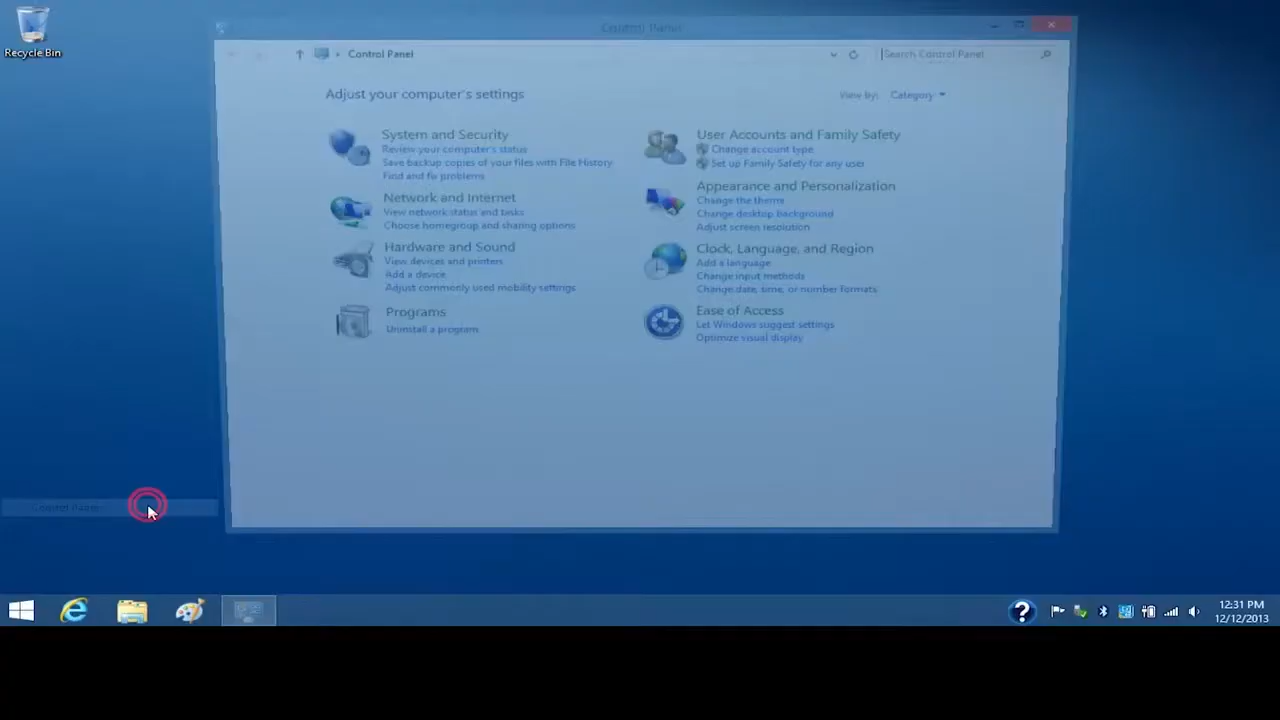 Recycle Bin
Control Panel
Control Panel
Search Control Panel
Adjust your computer's settings
View by: Category
System and Security
Review your computer's status
Save backup copies of your files with File History
Find and fix problems
Network and Internet
View network status and tasks
Choose homegroup and sharing options
Hardware and Sound
View devices and printers
Add a device
Adjust commonly used mobility settings
Programs
Uninstall a program
User Accounts and Family Safety
Change account type
Set up Family Safety for any user
Appearance and Personalization
Change the theme
Change desktop background
Adjust screen resolution
Clock, Language, and Region
Add a language
Change input methods
Change date, time, or number formats
Ease of Access
Let Windows suggest settings
Optimize visual display
Control Panel
12:31 PM
12/12/2013